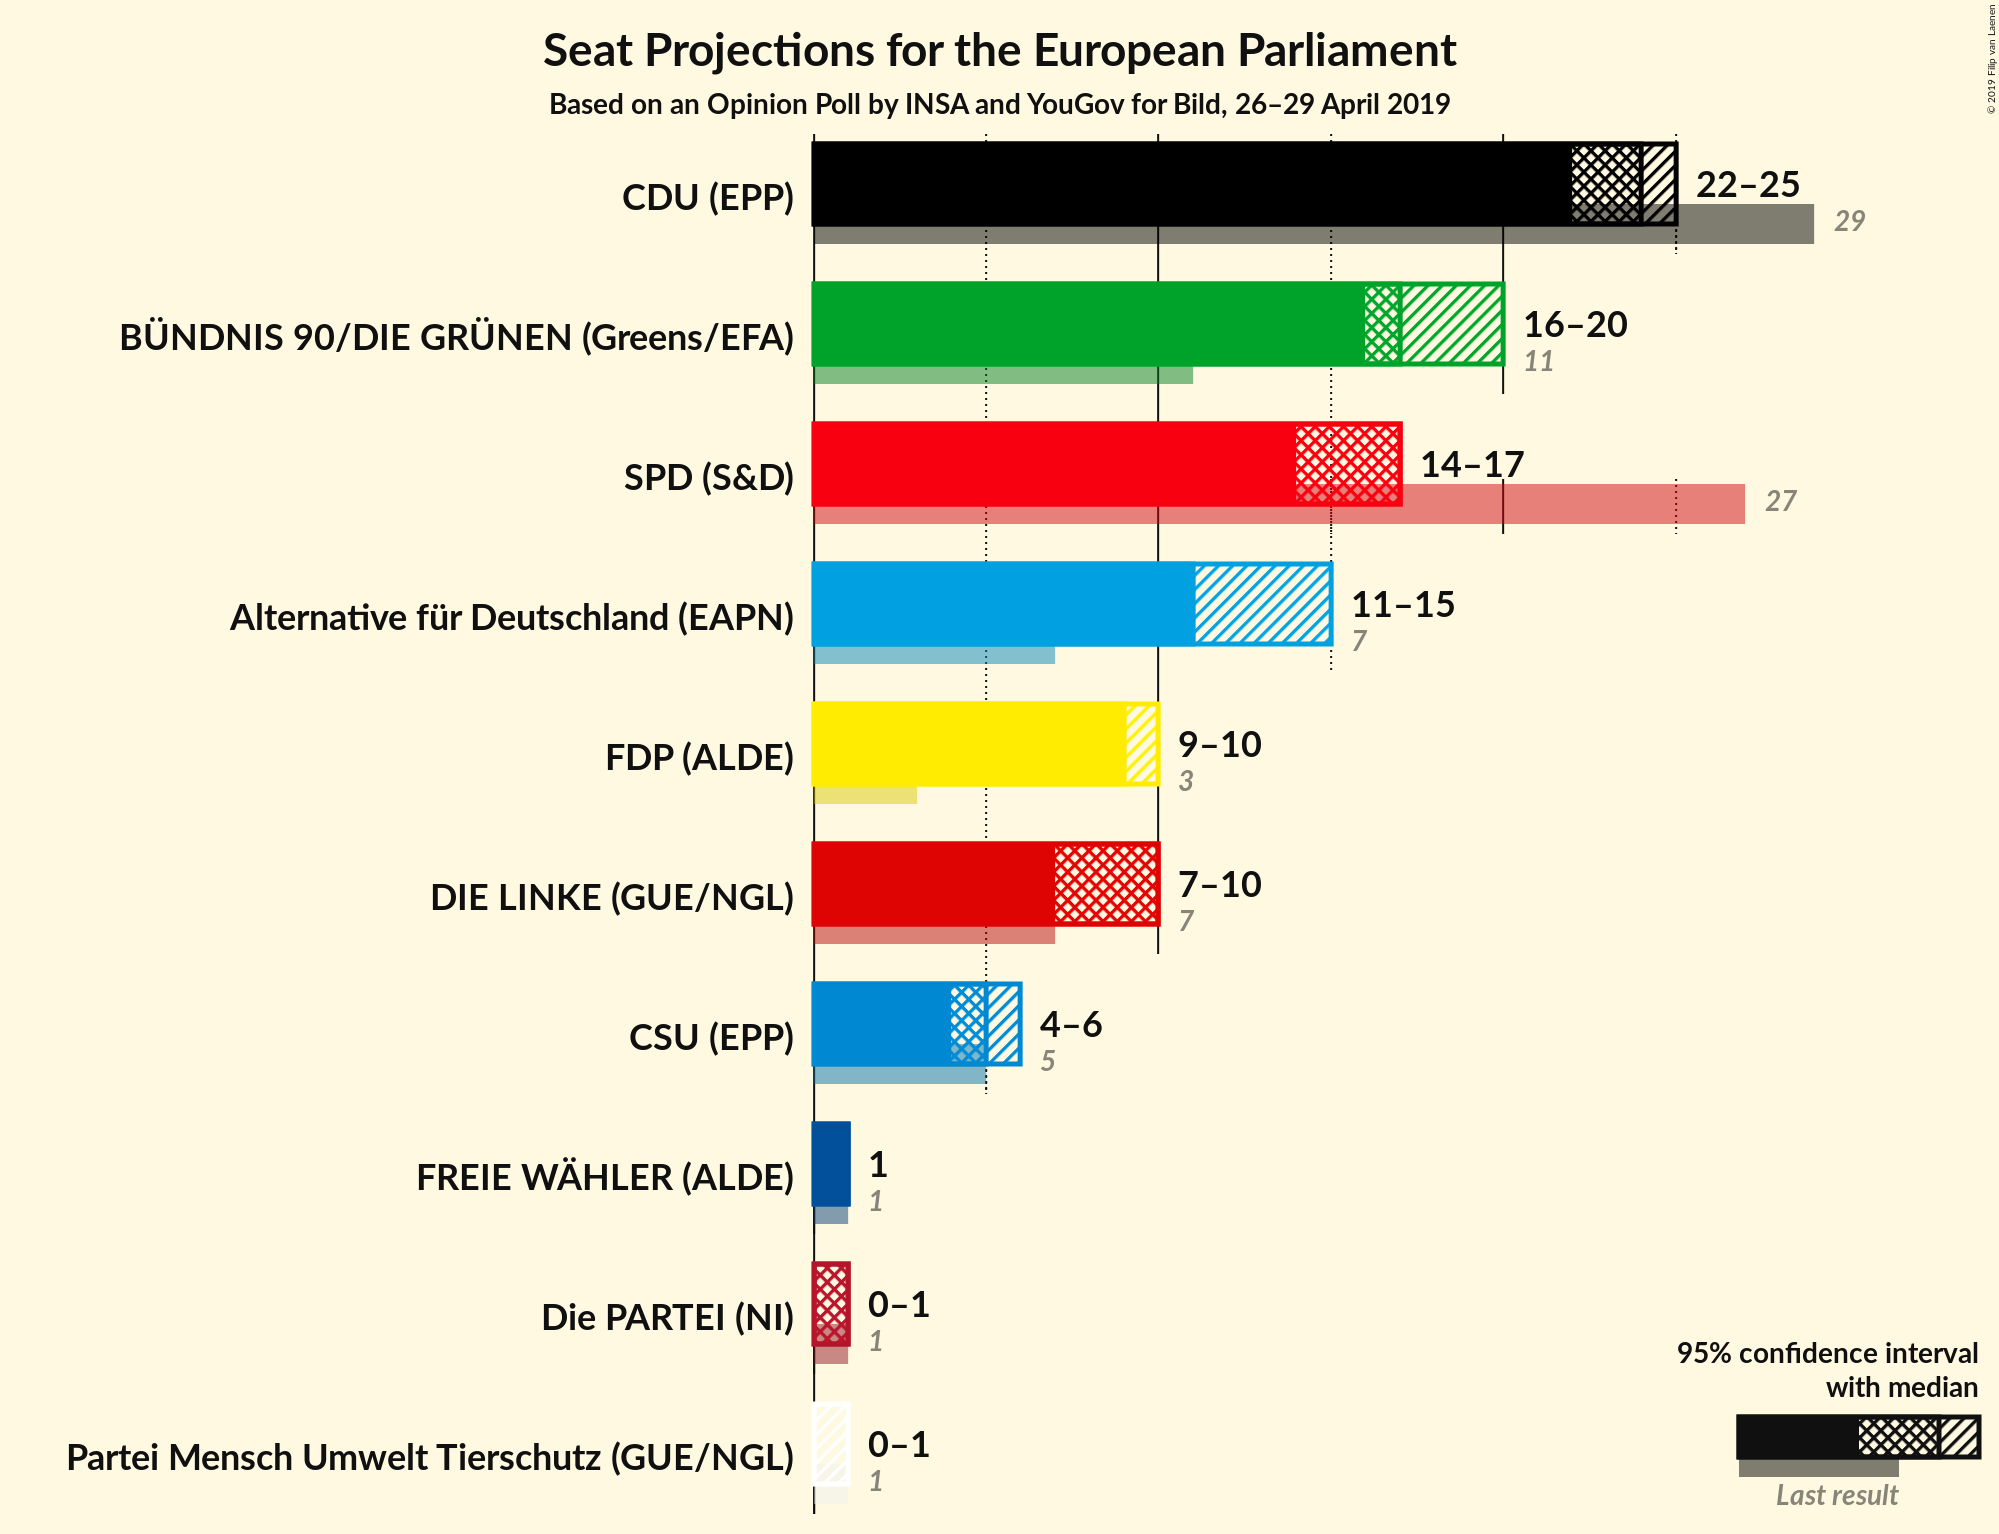 Seat Projections for the European Parliament
Based on an Opinion Poll by INSA and YouGov for Bild, 26–29 April 2019
© 2019 Filip van Laenen
CDU (EPP)
22–25
29
BÜNDNIS 90/DIE GRÜNEN (Greens/EFA)
16–20
11
SPD (S&D)
14–17
27
Alternative für Deutschland (EAPN)
11–15
7
FDP (ALDE)
9–10
3
DIE LINKE (GUE/NGL)
7–10
7
CSU (EPP)
4–6
5
FREIE WÄHLER (ALDE)
1
1
Die PARTEI (NI)
0–1
1
Partei Mensch Umwelt Tierschutz (GUE/NGL)
0–1
1
95% confidence interval
with median
Last result